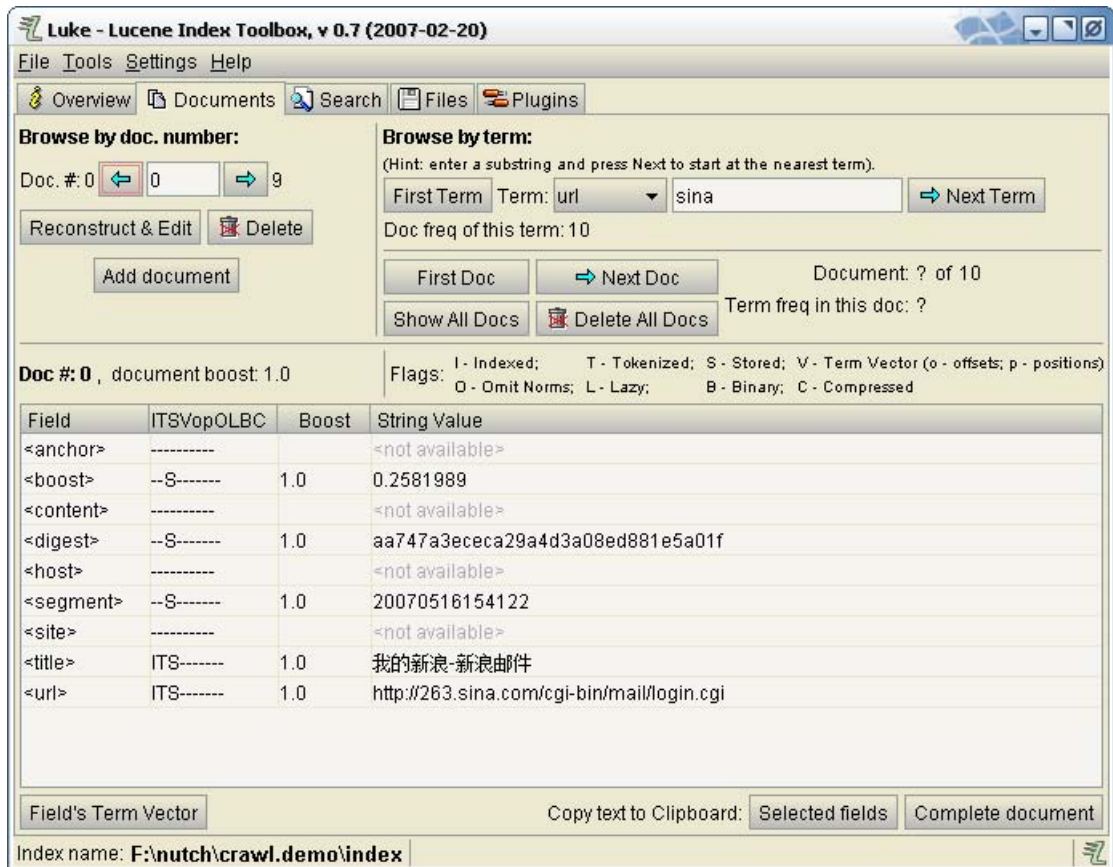 Luke - Lucene Index Toolbox, v 0.7 (2007-02-20)
File Tools Settings Help
Overview Documents Search Files Plugins
Browse by doc. number:
Doc. #: 0 0 9
Reconstruct & Edit Delete
Add document
Browse by term:
(Hint: enter a substring and press Next to start at the nearest term).
First Term Term: url sina Next Term
Doc freq of this term: 10
First Doc Next Doc Document: ? of 10
Show All Docs Delete All Docs Term freq in this doc: ?
Doc #: 0 , document boost: 1.0
Flags: I - Indexed; T - Tokenized; S - Stored; V - Term Vector (o - offsets; p - positions)
O - Omit Norms; L - Lazy; B - Binary; C - Compressed
Field ITSVopOLBC Boost String Value
<anchor> ---------- <not available>
<boost> --S------- 1.0 0.2581989
<content> ---------- <not available>
<digest> --S------- 1.0 aa747a3ececa29a4d3a08ed881e5a01f
<host> ---------- <not available>
<segment> --S------- 1.0 20070516154122
<site> ---------- <not available>
<title> ITS------- 1.0 我的新浪-新浪邮件
<url> ITS------- 1.0 http://263.sina.com/cgi-bin/mail/login.cgi
Field's Term Vector Copy text to Clipboard: Selected fields Complete document
Index name: F:\nutch\crawl.demo\index